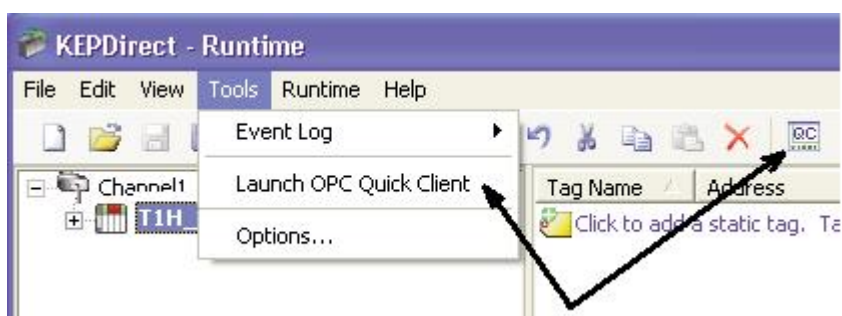 KEPDirect - Runtime
File Edit View Tools Runtime Help
Event Log
Launch OPC Quick Client
Options...
QC
Channel1
T1H_
Tag Name Address
Click to add a static tag. Ta